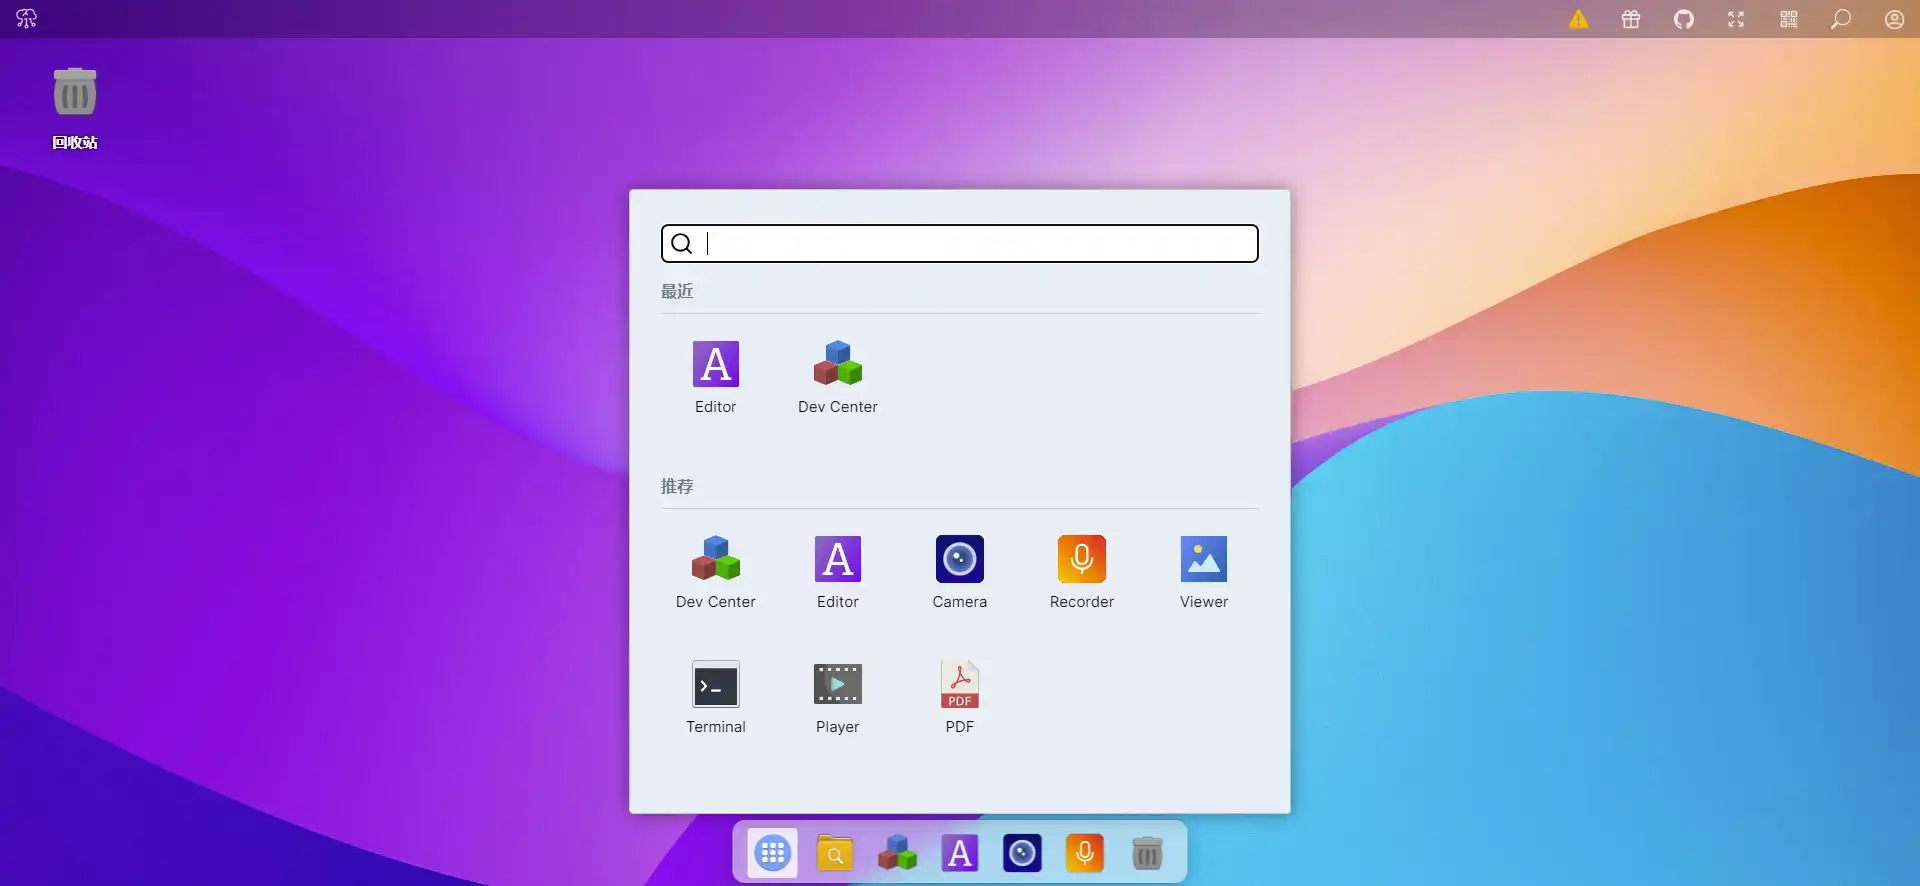 回收站
最近
Editor
Dev Center
推荐
Dev Center
Editor
Camera
Recorder
Viewer
Terminal
Player
PDF
PDF